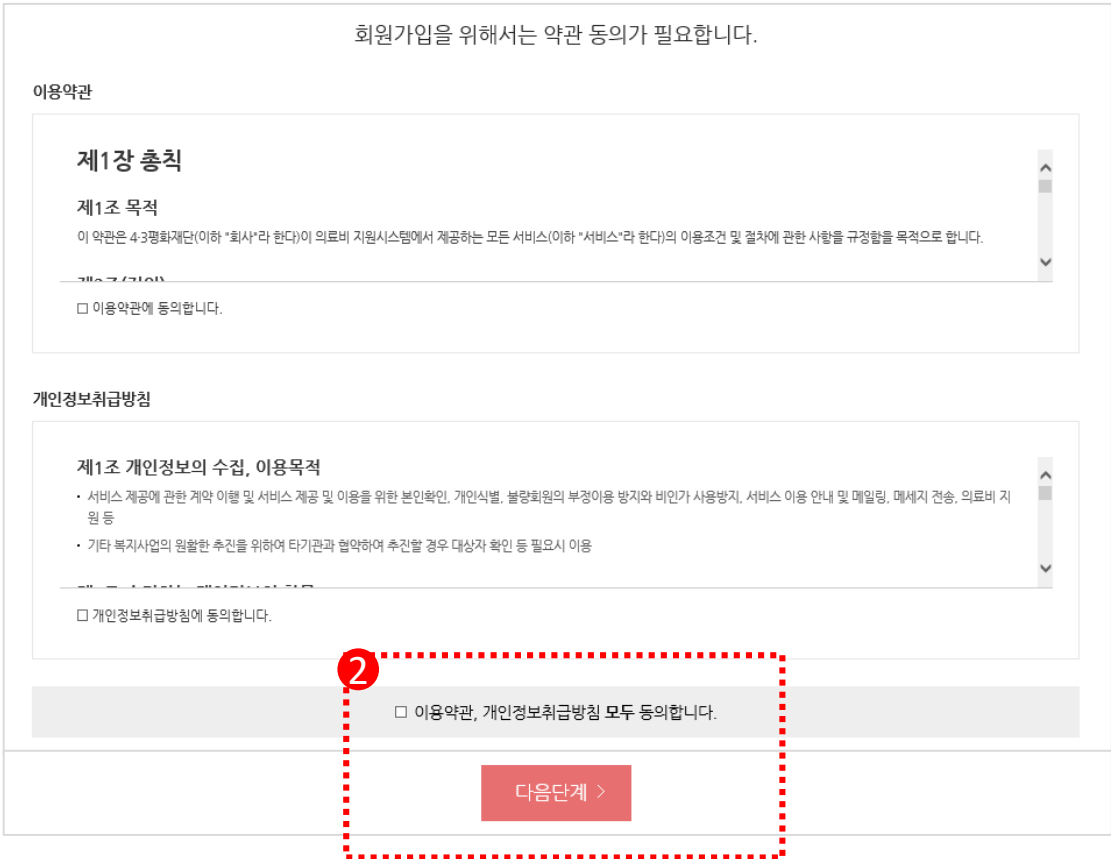 회원가입을 위해서는 약관 동의가 필요합니다.
이용약관
제1장 총칙
제1조 목적
이 약관은 4·3평화재단(이하 "회사"라 한다)이 의료비 지원시스템에서 제공하는 모든 서비스(이하 "서비스"라 한다)의 이용조건 및 절차에 관한 사항을 규정함을 목적으로 합니다.
□ 이용약관에 동의합니다.
개인정보취급방침
제1조 개인정보의 수집, 이용목적
• 서비스 제공에 관한 계약 이행 및 서비스 제공 및 이용을 위한 본인확인, 개인식별, 불량회원의 부정이용 방지와 비인가 사용방지, 서비스 이용 안내 및 메일링, 메세지 전송, 의료비 지
원 등
• 기타 복지사업의 원활한 추진을 위하여 타기관과 협약하여 추진할 경우 대상자 확인 등 필요시 이용
□ 개인정보취급방침에 동의합니다.
2
□ 이용약관, 개인정보취급방침 모두 동의합니다.
다음단계 >